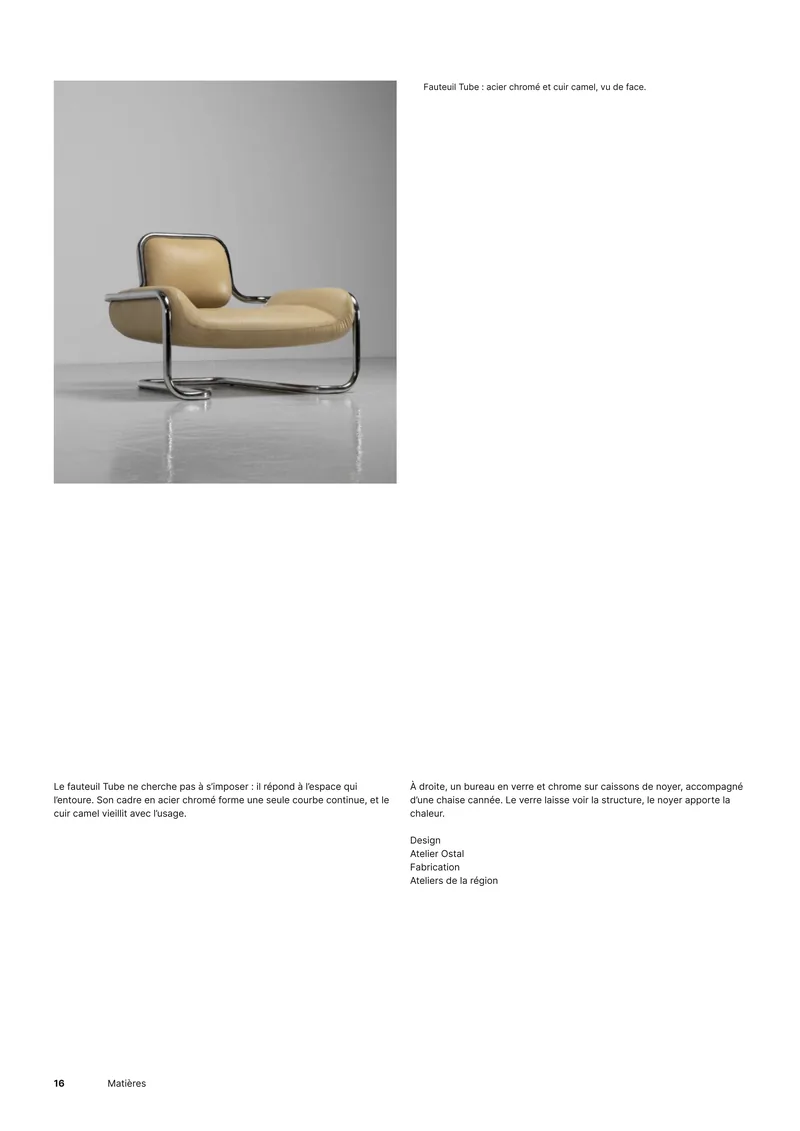 Fauteuil Tube : acier chromé et cuir camel, vu de face.
Le fauteuil Tube ne cherche pas à s’imposer : il répond à l’espace qui
l’entoure. Son cadre en acier chromé forme une seule courbe continue, et le
cuir camel vieillit avec l’usage.
À droite, un bureau en verre et chrome sur caissons de noyer, accompagné
d’une chaise cannée. Le verre laisse voir la structure, le noyer apporte la
chaleur.
Design
Atelier Ostal
Fabrication
Ateliers de la région
16 Matières